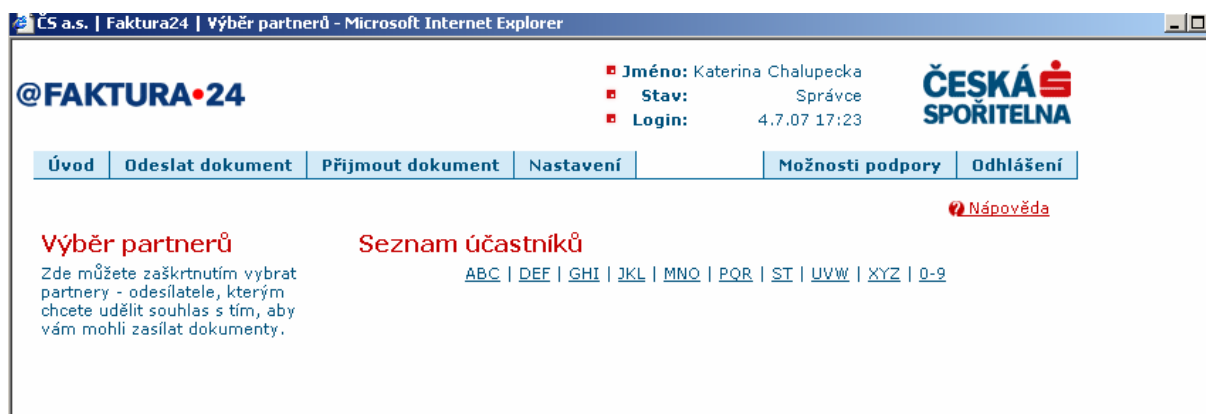 ČS a.s. | Faktura24 | Výběr partnerů - Microsoft Internet Explorer
@FAKTURA•24
Jméno: Katerina Chalupecka
Stav: Správce
Login: 4.7.07 17:23
ČESKÁ
SPOŘITELNA
Úvod | Odeslat dokument | Přijmout dokument | Nastavení | Možnosti podpory | Odhlášení
Nápověda
Výběr partnerů
Zde můžete zaškrtnutím vybrat
partnery - odesílatele, kterým
chcete udělit souhlas s tím, aby
vám mohli zasílat dokumenty.
Seznam účastníků
ABC | DEF | GHI | JKL | MNO | PQR | ST | UVW | XYZ | 0-9